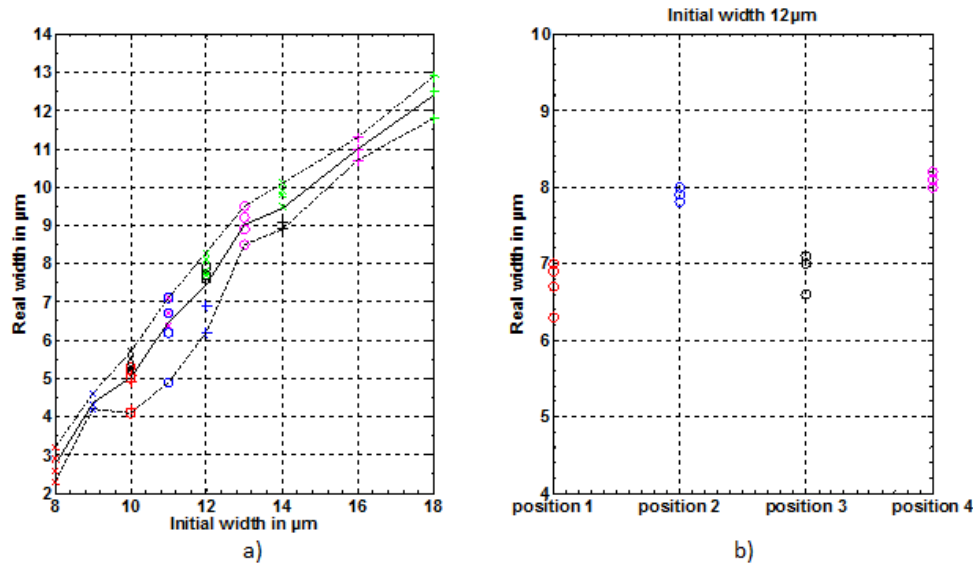 Initial width 12µm
14
13
12
11
10
9
8
7
6
5
4
3
2
Real width in µm
8
10
12
14
16
18
Initial width in µm
a)
10
9
8
7
6
5
4
Real width in µm
position 1
position 2
position 3
position 4
b)